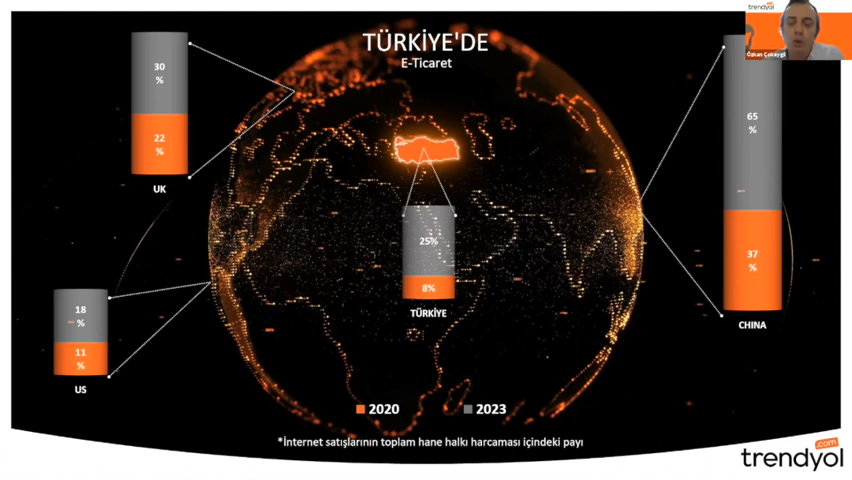 trendyol
Özkan Çokaygil
TÜRKİYE'DE
E-Ticaret
30
%
22
%
UK
65
%
37
%
CHINA
25%
8%
TÜRKİYE
18
%
11
%
US
2020
2023
*İnternet satışlarının toplam hane halkı harcaması içindeki payı
.com
trendyol